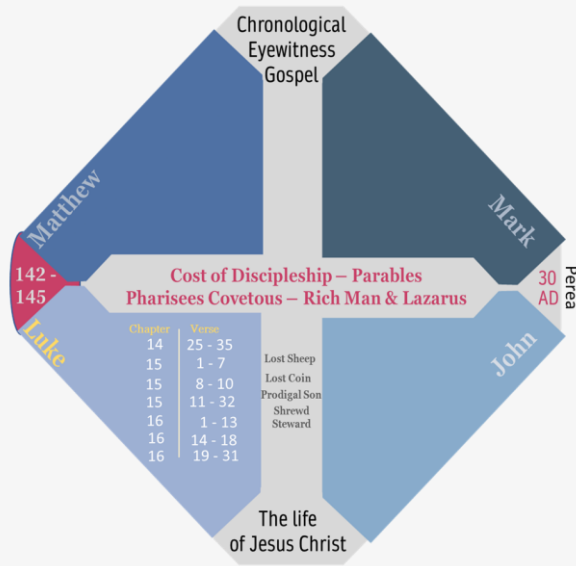 Chronological
Eyewitness
Gospel
Matthew
Mark
142 -
145
Cost of Discipleship – Parables
Pharisees Covetous – Rich Man & Lazarus
30
AD
Perea
Luke
John
Chapter Verse
14 25 - 35
15 1 - 7
15 8 - 10
15 11 - 32
16 1 - 13
16 14 - 18
16 19 - 31
Lost Sheep
Lost Coin
Prodigal Son
Shrewd
Steward
The life
of Jesus Christ